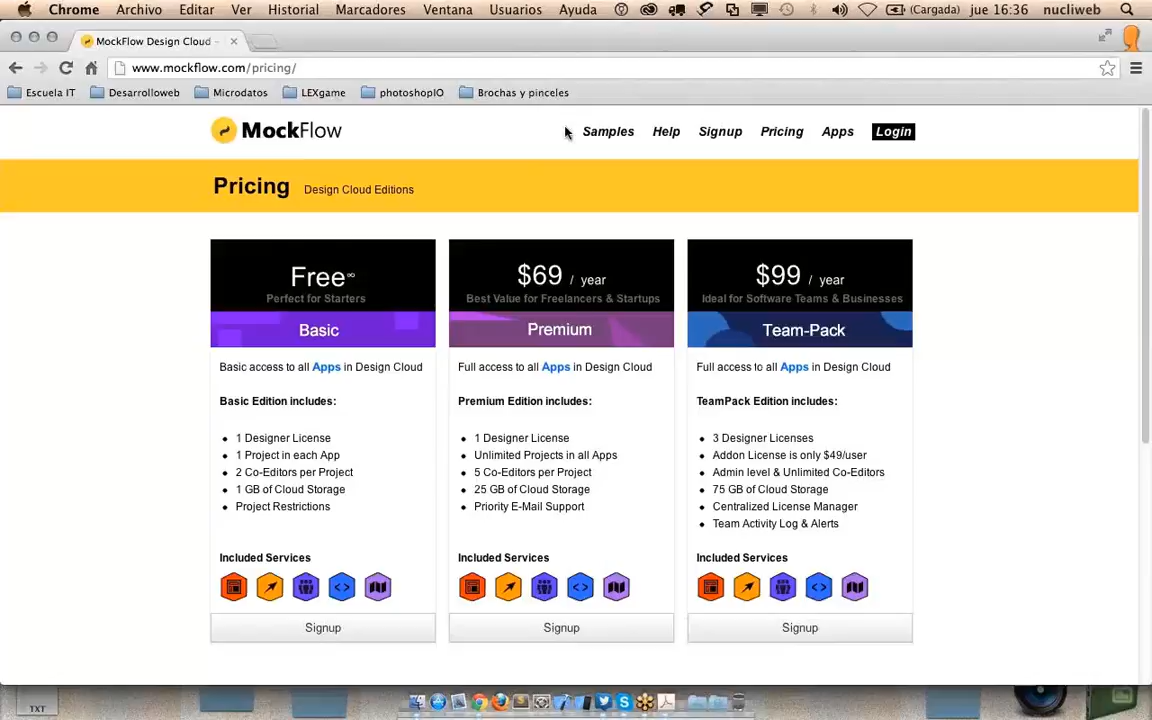 Chrome Archivo Editar Ver Historial Marcadores Ventana Usuarios Ayuda (Cargada) jue 16:36 nucliweb
MockFlow Design Cloud -
www.mockflow.com/pricing/
Escuela IT Desarrolloweb Microdatos LEXgame photoshopIO Brochas y pinceles
MockFlow Samples Help Signup Pricing Apps Login
Pricing Design Cloud Editions
Free∞
Perfect for Starters
Basic
Basic access to all Apps in Design Cloud
Basic Edition includes:
1 Designer License
1 Project in each App
2 Co-Editors per Project
1 GB of Cloud Storage
Project Restrictions
Included Services
Signup
$69 / year
Best Value for Freelancers & Startups
Premium
Full access to all Apps in Design Cloud
Premium Edition includes:
1 Designer License
Unlimited Projects in all Apps
5 Co-Editors per Project
25 GB of Cloud Storage
Priority E-Mail Support
Included Services
Signup
$99 / year
Ideal for Software Teams & Businesses
Team-Pack
Full access to all Apps in Design Cloud
TeamPack Edition includes:
3 Designer Licenses
Addon License is only $49/user
Admin level & Unlimited Co-Editors
75 GB of Cloud Storage
Centralized License Manager
Team Activity Log & Alerts
Included Services
Signup
TXT